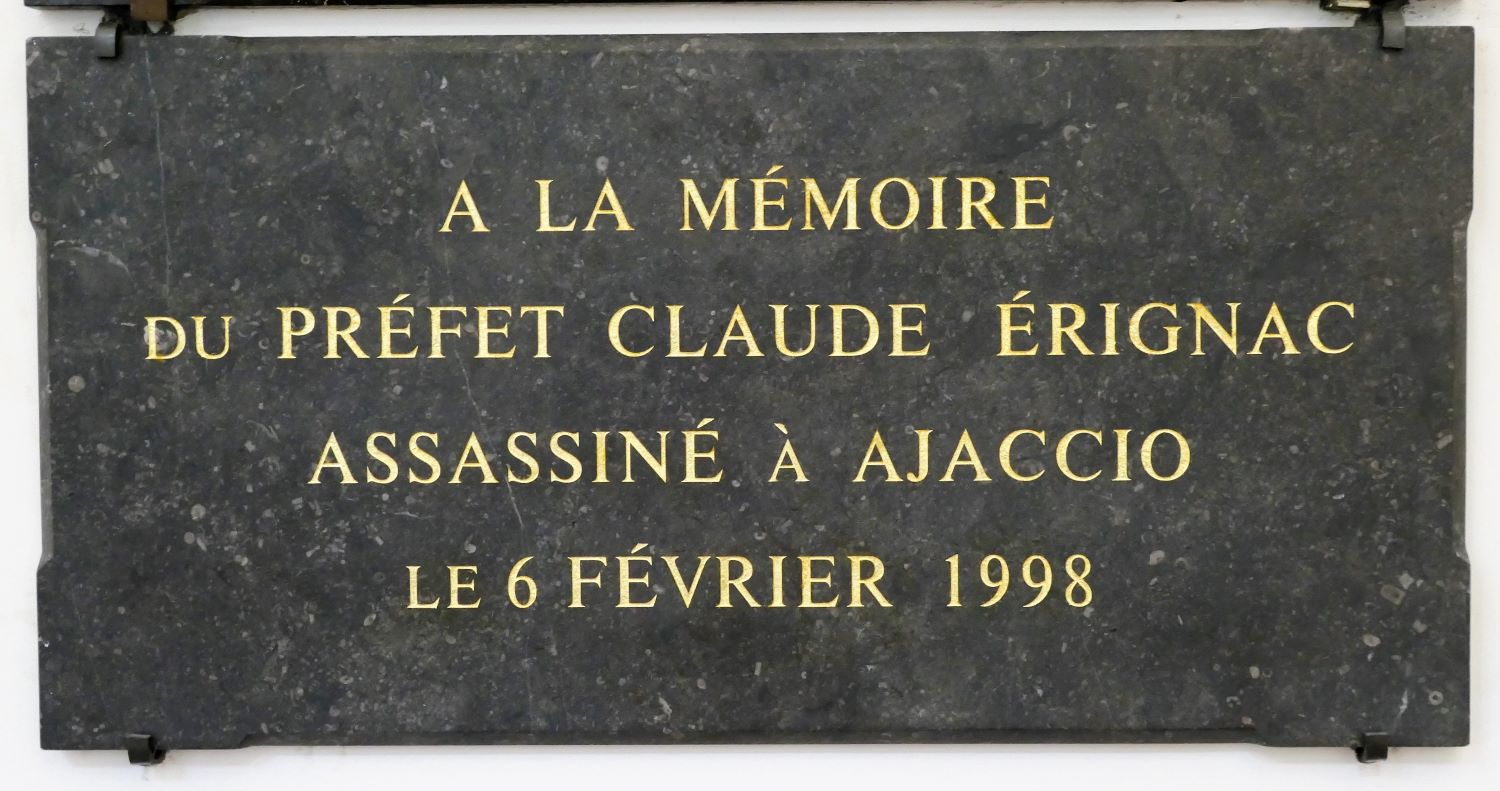 A LA MÉMOIRE
DU PRÉFET CLAUDE ÉRIGNAC
ASSASSINÉ À AJACCIO
LE 6 FÉVRIER 1998